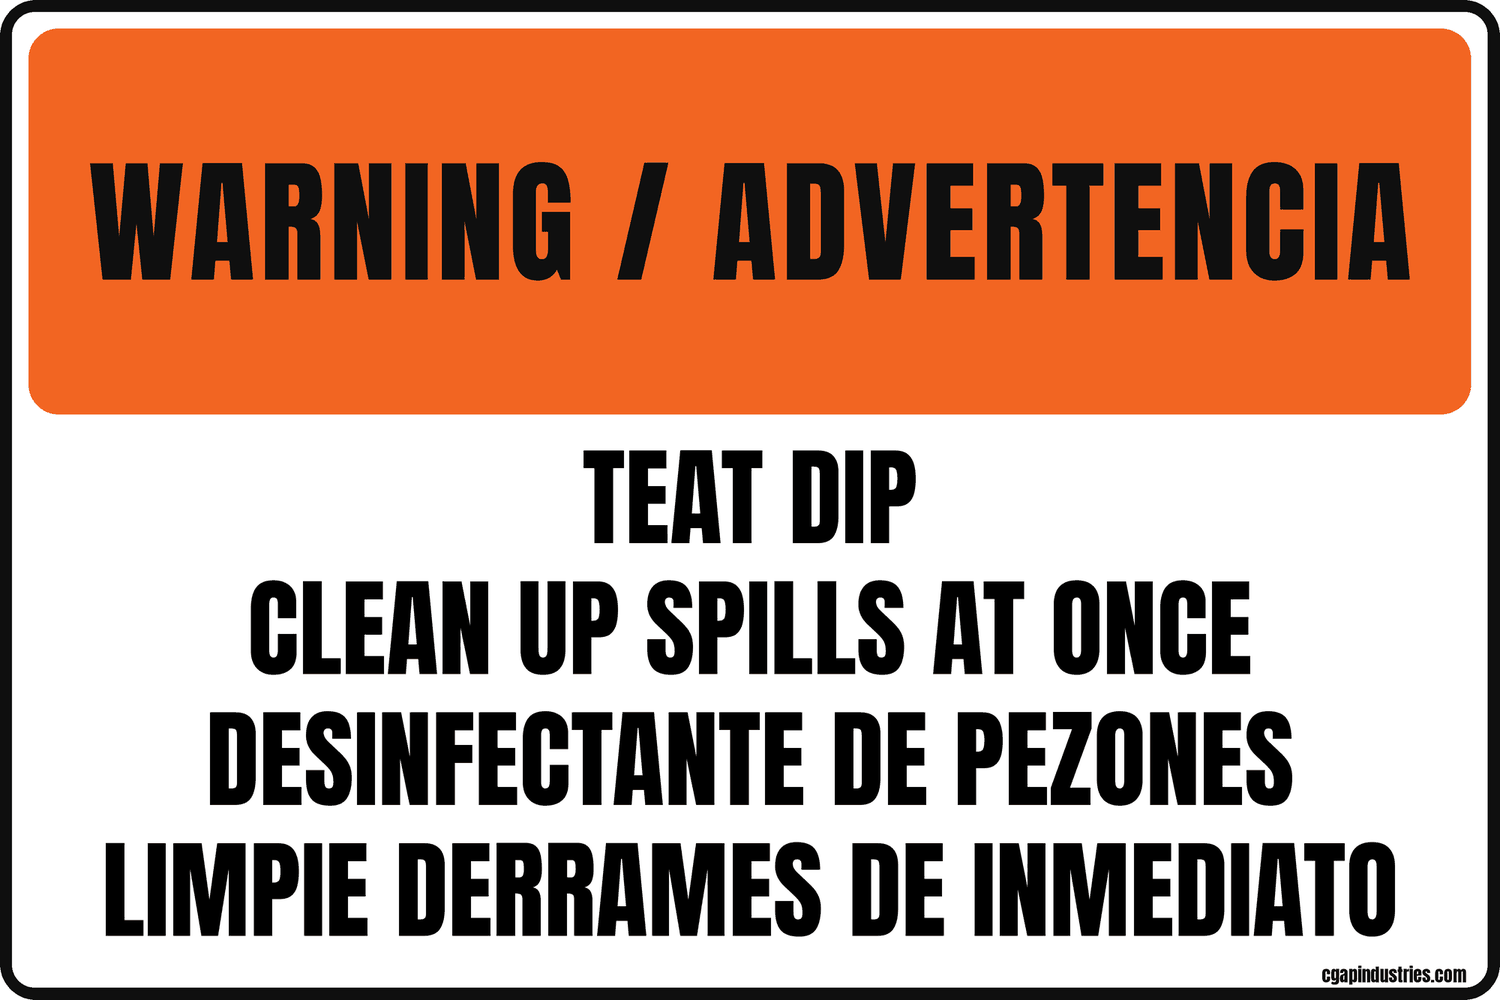 WARNING / ADVERTENCIA
TEAT DIP
CLEAN UP SPILLS AT ONCE
DESINFECTANTE DE PEZONES
LIMPIE DERRAMES DE INMEDIATO
cgapindustries.com